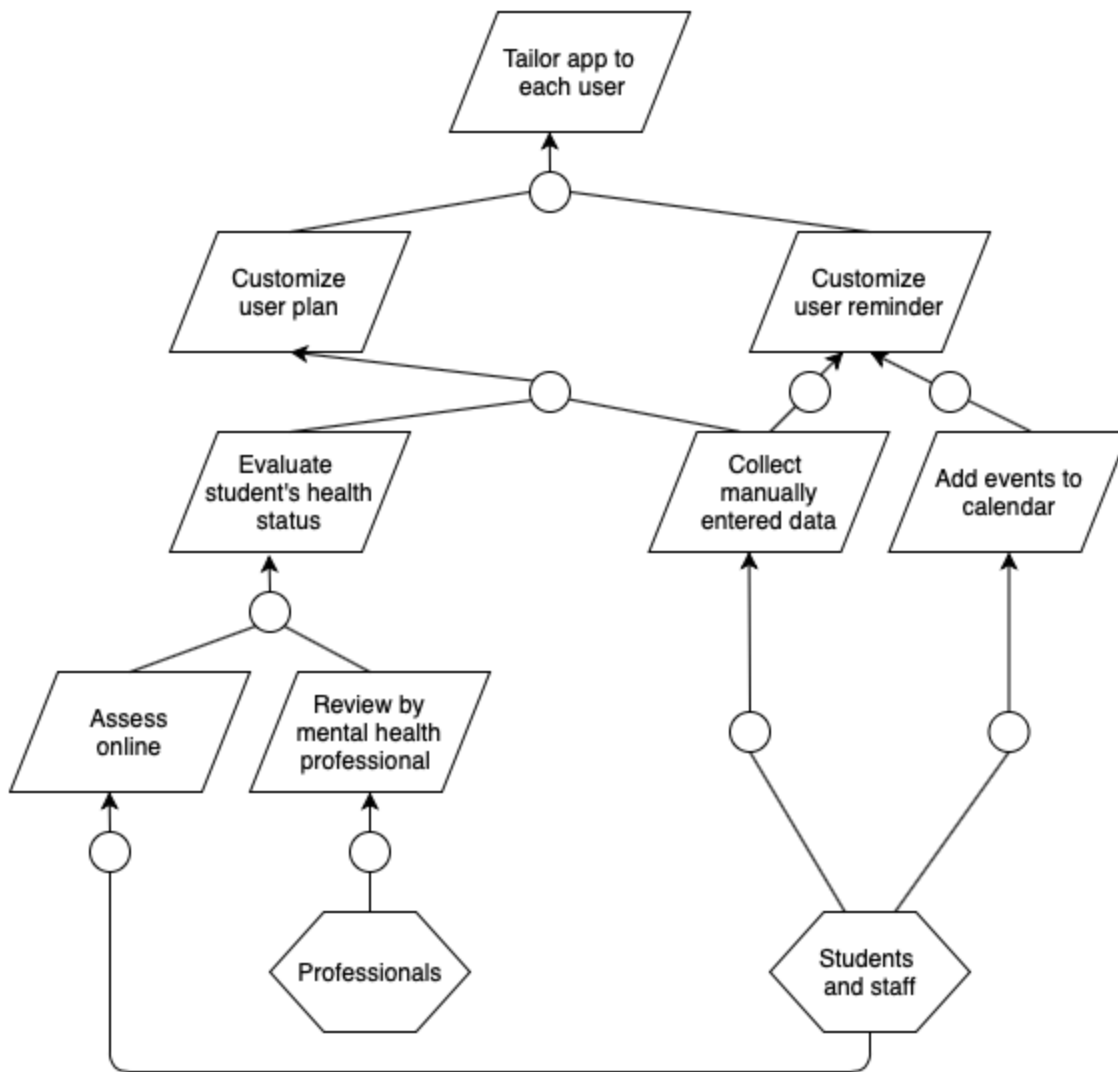 Tailor app to
each user
Customize
user plan
Customize
user reminder
Evaluate
student's health
status
Collect
manually
entered data
Add events to
calendar
Assess
online
Review by
mental health
professional
Professionals
Students
and staff